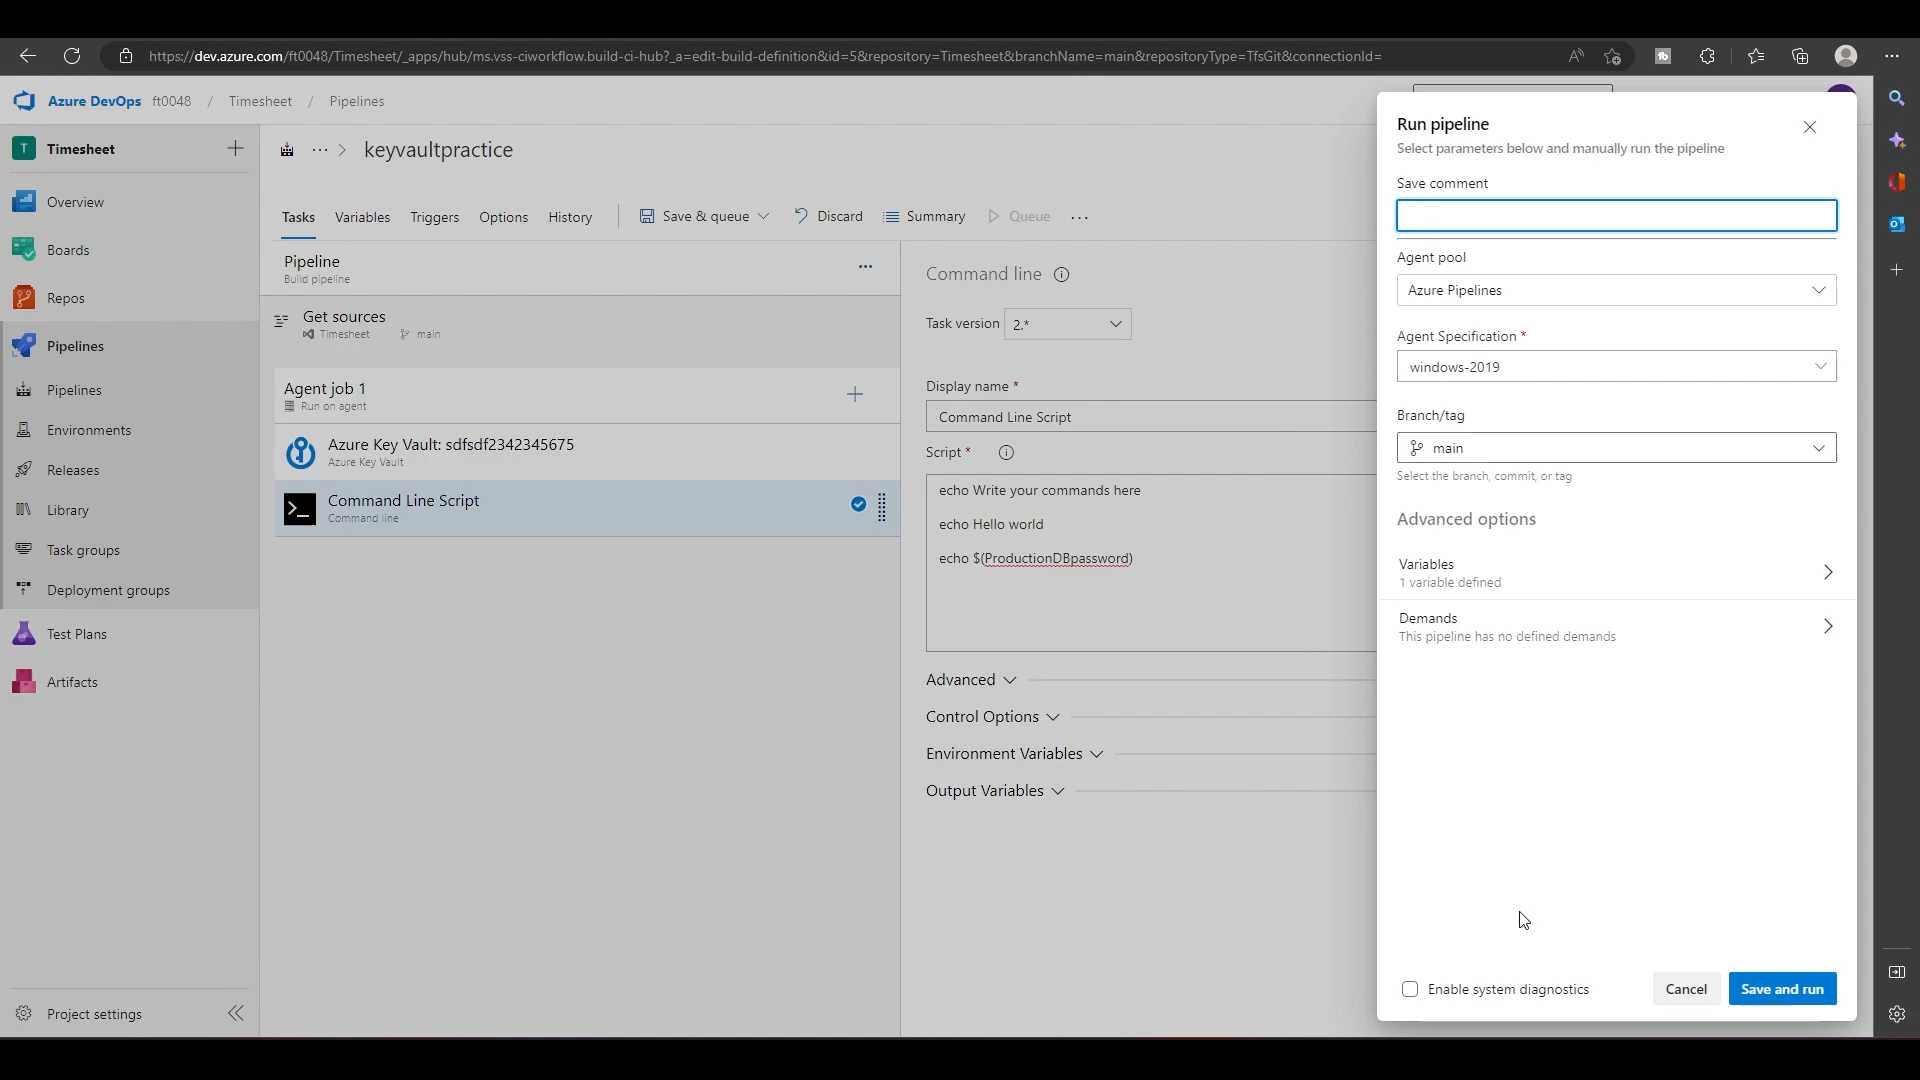 https://dev.azure.com/ft0048/Timesheet/_apps/hub/ms.vss-ciworkflow.build-ci-hub?_a=edit-build-definition&id=5&repository=Timesheet&branchName=main&repositoryType=TfsGit&connectionId=
Azure DevOps ft0048 / Timesheet / Pipelines
T Timesheet
Overview
Boards
Repos
Pipelines
Pipelines
Environments
Releases
Library
Task groups
Deployment groups
Test Plans
Artifacts
Project settings
keyvaultpractice
Tasks Variables Triggers Options History Save & queue Discard Summary Queue
Pipeline
Build pipeline
Get sources
Timesheet main
Agent job 1
Run on agent
Azure Key Vault: sdfsdf2342345675
Azure Key Vault
Command Line Script
Command line
Command line
Task version 2.*
Display name *
Command Line Script
Script *
echo Write your commands here
echo Hello world
echo $(ProductionDBpassword)
Advanced
Control Options
Environment Variables
Output Variables
Run pipeline
Select parameters below and manually run the pipeline
Save comment
Agent pool
Azure Pipelines
Agent Specification *
windows-2019
Branch/tag
main
Select the branch, commit, or tag
Advanced options
Variables
1 variable defined
Demands
This pipeline has no defined demands
Enable system diagnostics
Cancel
Save and run